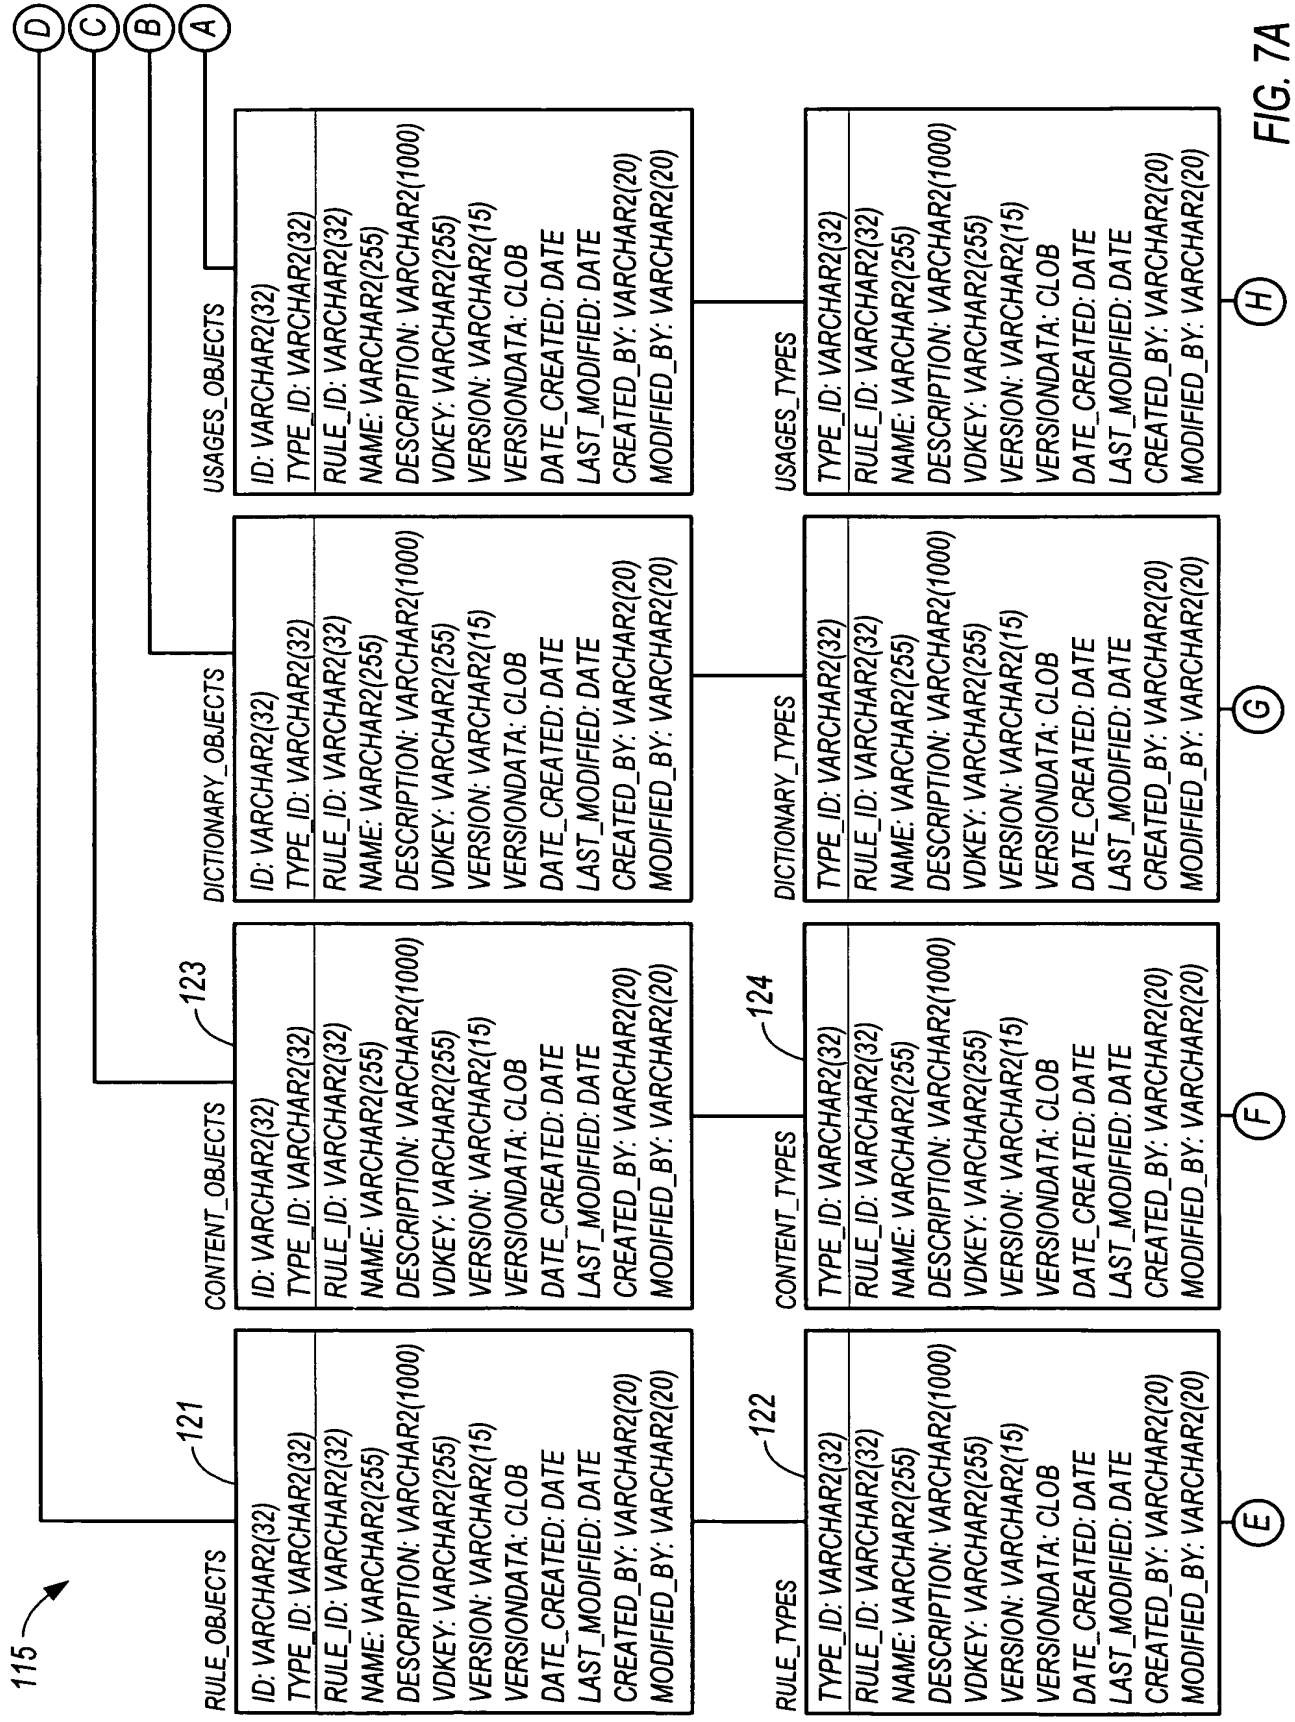 115
D
C
B
A
RULE_OBJECTS
121
ID: VARCHAR2(32)
TYPE_ID: VARCHAR2(32)
RULE_ID: VARCHAR2(32)
NAME: VARCHAR2(255)
DESCRIPTION: VARCHAR2(1000)
VDKEY: VARCHAR2(255)
VERSION: VARCHAR2(15)
VERSIONDATA: CLOB
DATE_CREATED: DATE
LAST_MODIFIED: DATE
CREATED_BY: VARCHAR2(20)
MODIFIED_BY: VARCHAR2(20)
CONTENT_OBJECTS
123
ID: VARCHAR2(32)
TYPE_ID: VARCHAR2(32)
RULE_ID: VARCHAR2(32)
NAME: VARCHAR2(255)
DESCRIPTION: VARCHAR2(1000)
VDKEY: VARCHAR2(255)
VERSION: VARCHAR2(15)
VERSIONDATA: CLOB
DATE_CREATED: DATE
LAST_MODIFIED: DATE
CREATED_BY: VARCHAR2(20)
MODIFIED_BY: VARCHAR2(20)
DICTIONARY_OBJECTS
ID: VARCHAR2(32)
TYPE_ID: VARCHAR2(32)
RULE_ID: VARCHAR2(32)
NAME: VARCHAR2(255)
DESCRIPTION: VARCHAR2(1000)
VDKEY: VARCHAR2(255)
VERSION: VARCHAR2(15)
VERSIONDATA: CLOB
DATE_CREATED: DATE
LAST_MODIFIED: DATE
CREATED_BY: VARCHAR2(20)
MODIFIED_BY: VARCHAR2(20)
USAGES_OBJECTS
ID: VARCHAR2(32)
TYPE_ID: VARCHAR2(32)
RULE_ID: VARCHAR2(32)
NAME: VARCHAR2(255)
DESCRIPTION: VARCHAR2(1000)
VDKEY: VARCHAR2(255)
VERSION: VARCHAR2(15)
VERSIONDATA: CLOB
DATE_CREATED: DATE
LAST_MODIFIED: DATE
CREATED_BY: VARCHAR2(20)
MODIFIED_BY: VARCHAR2(20)
RULE_TYPES
122
TYPE_ID: VARCHAR2(32)
RULE_ID: VARCHAR2(32)
NAME: VARCHAR2(255)
DESCRIPTION: VARCHAR2(1000)
VDKEY: VARCHAR2(255)
VERSION: VARCHAR2(15)
VERSIONDATA: CLOB
DATE_CREATED: DATE
LAST_MODIFIED: DATE
CREATED_BY: VARCHAR2(20)
MODIFIED_BY: VARCHAR2(20)
CONTENT_TYPES
124
TYPE_ID: VARCHAR2(32)
RULE_ID: VARCHAR2(32)
NAME: VARCHAR2(255)
DESCRIPTION: VARCHAR2(1000)
VDKEY: VARCHAR2(255)
VERSION: VARCHAR2(15)
VERSIONDATA: CLOB
DATE_CREATED: DATE
LAST_MODIFIED: DATE
CREATED_BY: VARCHAR2(20)
MODIFIED_BY: VARCHAR2(20)
DICTIONARY_TYPES
TYPE_ID: VARCHAR2(32)
RULE_ID: VARCHAR2(32)
NAME: VARCHAR2(255)
DESCRIPTION: VARCHAR2(1000)
VDKEY: VARCHAR2(255)
VERSION: VARCHAR2(15)
VERSIONDATA: CLOB
DATE_CREATED: DATE
LAST_MODIFIED: DATE
CREATED_BY: VARCHAR2(20)
MODIFIED_BY: VARCHAR2(20)
USAGES_TYPES
TYPE_ID: VARCHAR2(32)
RULE_ID: VARCHAR2(32)
NAME: VARCHAR2(255)
DESCRIPTION: VARCHAR2(1000)
VDKEY: VARCHAR2(255)
VERSION: VARCHAR2(15)
VERSIONDATA: CLOB
DATE_CREATED: DATE
LAST_MODIFIED: DATE
CREATED_BY: VARCHAR2(20)
MODIFIED_BY: VARCHAR2(20)
E
F
G
H
FIG. 7A